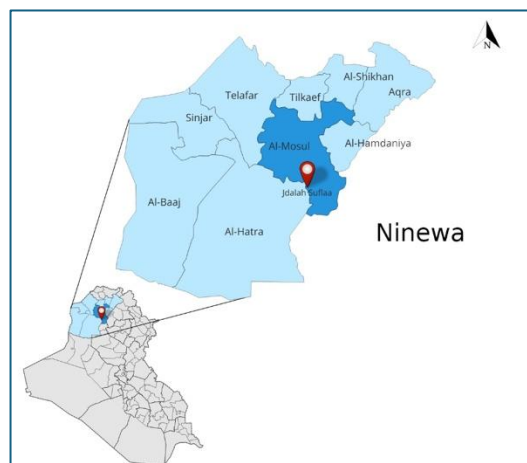 N
Al-Shikhan
Telafar
Tilkaef
Aqra
Sinjar
Al-Mosul
Al-Hamdaniya
Jdalah Suflaa
Al-Baaj
Al-Hatra
Ninewa